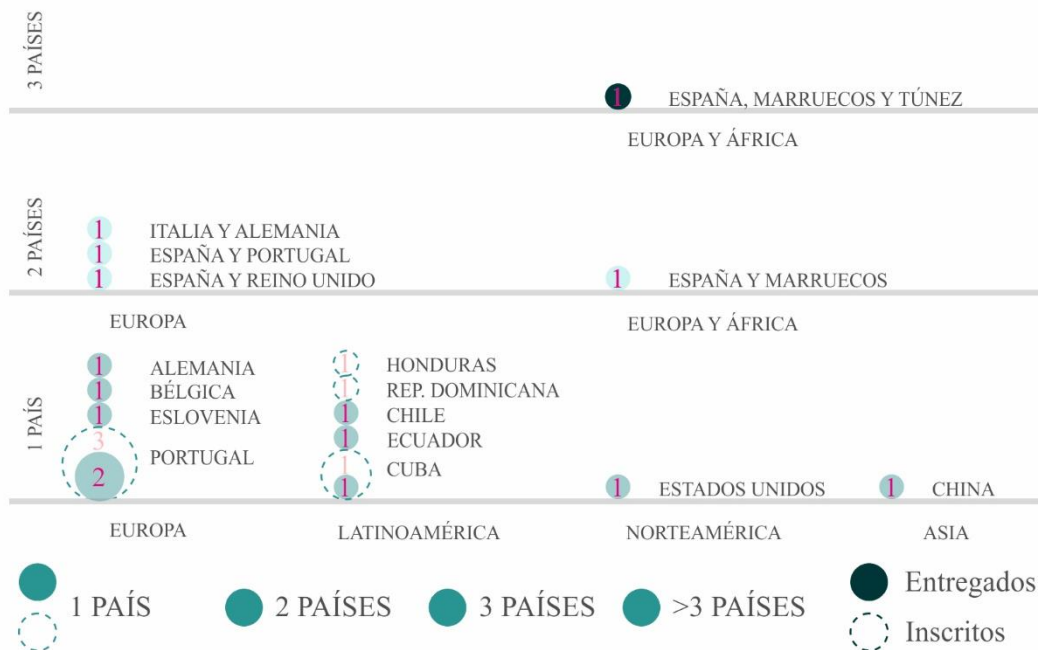 3 PAÍSES
1 ESPAÑA, MARRUECOS Y TÚNEZ
EUROPA Y ÁFRICA
2 PAÍSES
1 ITALIA Y ALEMANIA
1 ESPAÑA Y PORTUGAL
1 ESPAÑA Y REINO UNIDO
1 ESPAÑA Y MARRUECOS
EUROPA
EUROPA Y ÁFRICA
1 PAÍS
1 ALEMANIA
1 BÉLGICA
1 ESLOVENIA
3
PORTUGAL
2
1 HONDURAS
1 REP. DOMINICANA
1 CHILE
1 ECUADOR
1 CUBA
1
1 ESTADOS UNIDOS
1 CHINA
EUROPA
LATINOAMÉRICA
NORTEAMÉRICA
ASIA
1 PAÍS
2 PAÍSES
3 PAÍSES
>3 PAÍSES
Entregados
Inscritos